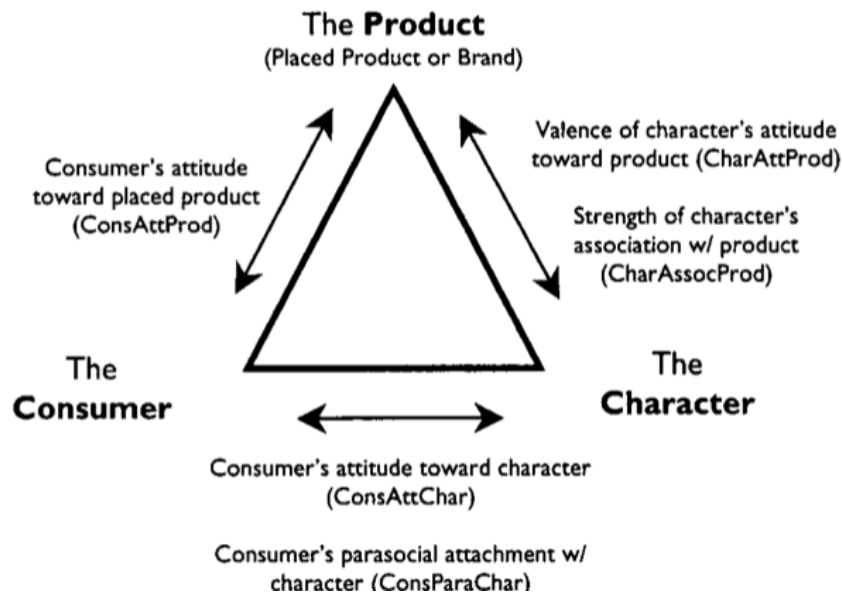 The Product
(Placed Product or Brand)
Valence of character's attitude
toward product (CharAttProd)
Consumer's attitude
toward placed product
(ConsAttProd)
Strength of character's
association w/ product
(CharAssocProd)
The
Consumer
The
Character
Consumer's attitude toward character
(ConsAttChar)
Consumer's parasocial attachment w/
character (ConsParaChar)